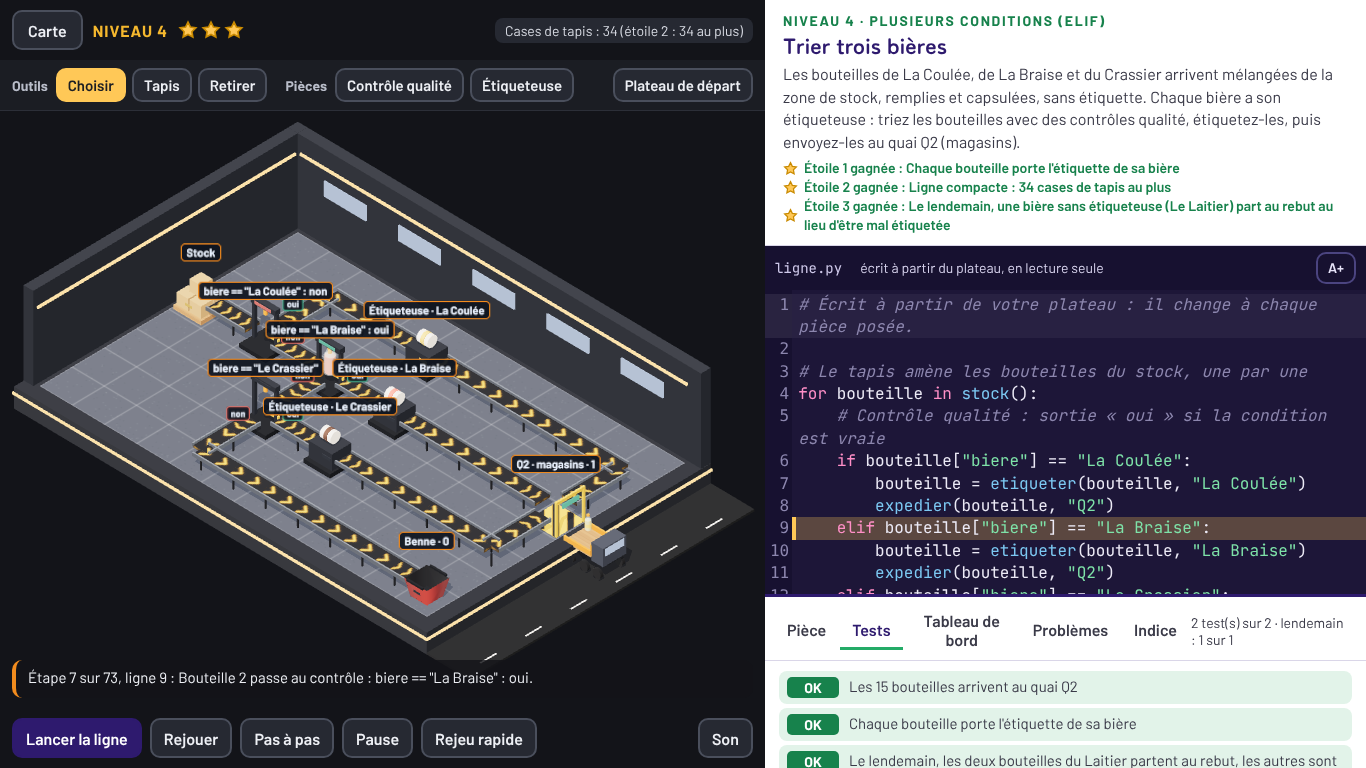 Carte
NIVEAU 4
Cases de tapis : 34 (étoile 2 : 34 au plus)
Outils
Choisir
Tapis
Retirer
Pièces
Contrôle qualité
Étiqueteuse
Plateau de départ
Stock
biere == "La Coulée" : non
oui
Étiqueteuse · La Coulée
biere == "La Braise" : oui
biere == "Le Crassier"
Étiqueteuse · La Braise
Étiqueteuse · Le Crassier
non
Q2 · magasins · 1
Benne · 0
Étape 7 sur 73, ligne 9 : Bouteille 2 passe au contrôle : biere == "La Braise" : oui.
Lancer la ligne
Rejouer
Pas à pas
Pause
Rejeu rapide
Son
NIVEAU 4 · PLUSIEURS CONDITIONS (ELIF)
Trier trois bières
Les bouteilles de La Coulée, de La Braise et du Crassier arrivent mélangées de la
zone de stock, remplies et capsulées, sans étiquette. Chaque bière a son
étiqueteuse : triez les bouteilles avec des contrôles qualité, étiquetez-les, puis
envoyez-les au quai Q2 (magasins).
Étoile 1 gagnée : Chaque bouteille porte l'étiquette de sa bière
Étoile 2 gagnée : Ligne compacte : 34 cases de tapis au plus
Étoile 3 gagnée : Le lendemain, une bière sans étiqueteuse (Le Laitier) part au rebut au
lieu d'être mal étiquetée
ligne.py
écrit à partir du plateau, en lecture seule
A+
1 # Écrit à partir de votre plateau : il change à chaque
pièce posée.
2
3 # Le tapis amène les bouteilles du stock, une par une
4 for bouteille in stock():
5 # Contrôle qualité : sortie « oui » si la condition
est vraie
6 if bouteille["biere"] == "La Coulée":
7 bouteille = etiqueter(bouteille, "La Coulée")
8 expedier(bouteille, "Q2")
9 elif bouteille["biere"] == "La Braise":
10 bouteille = etiqueter(bouteille, "La Braise")
11 expedier(bouteille, "Q2")
12 elif bouteille["biere"] == "Le Crassier":
Pièce
Tests
Tableau de
bord
Problèmes
Indice
2 test(s) sur 2 · lendemain
: 1 sur 1
OK Les 15 bouteilles arrivent au quai Q2
OK Chaque bouteille porte l'étiquette de sa bière
OK Le lendemain, les deux bouteilles du Laitier partent au rebut, les autres sont